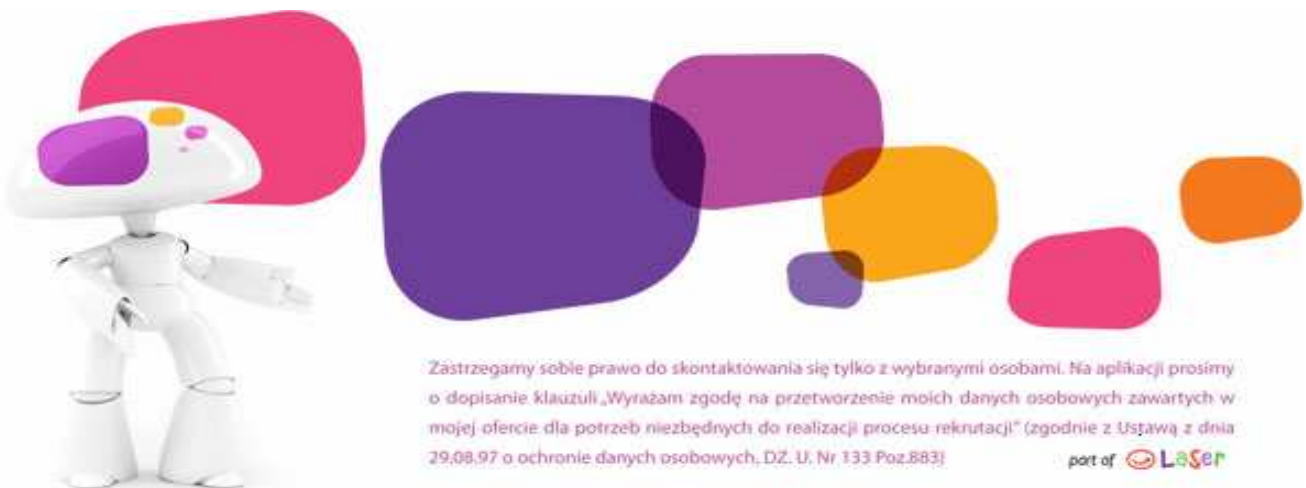 Zastrzegamy sobie prawo do skontaktowania się tylko z wybranymi osobami. Na aplikacji prosimy
o dopisanie klauzuli „Wyrażam zgodę na przetworzenie moich danych osobowych zawartych w
mojej ofercie dla potrzeb niezbędnych do realizacji procesu rekrutacji" (zgodnie z Ustawą z dnia
29.08.97 o ochronie danych osobowych, DZ. U. Nr 133 Poz.883)
part of Laser